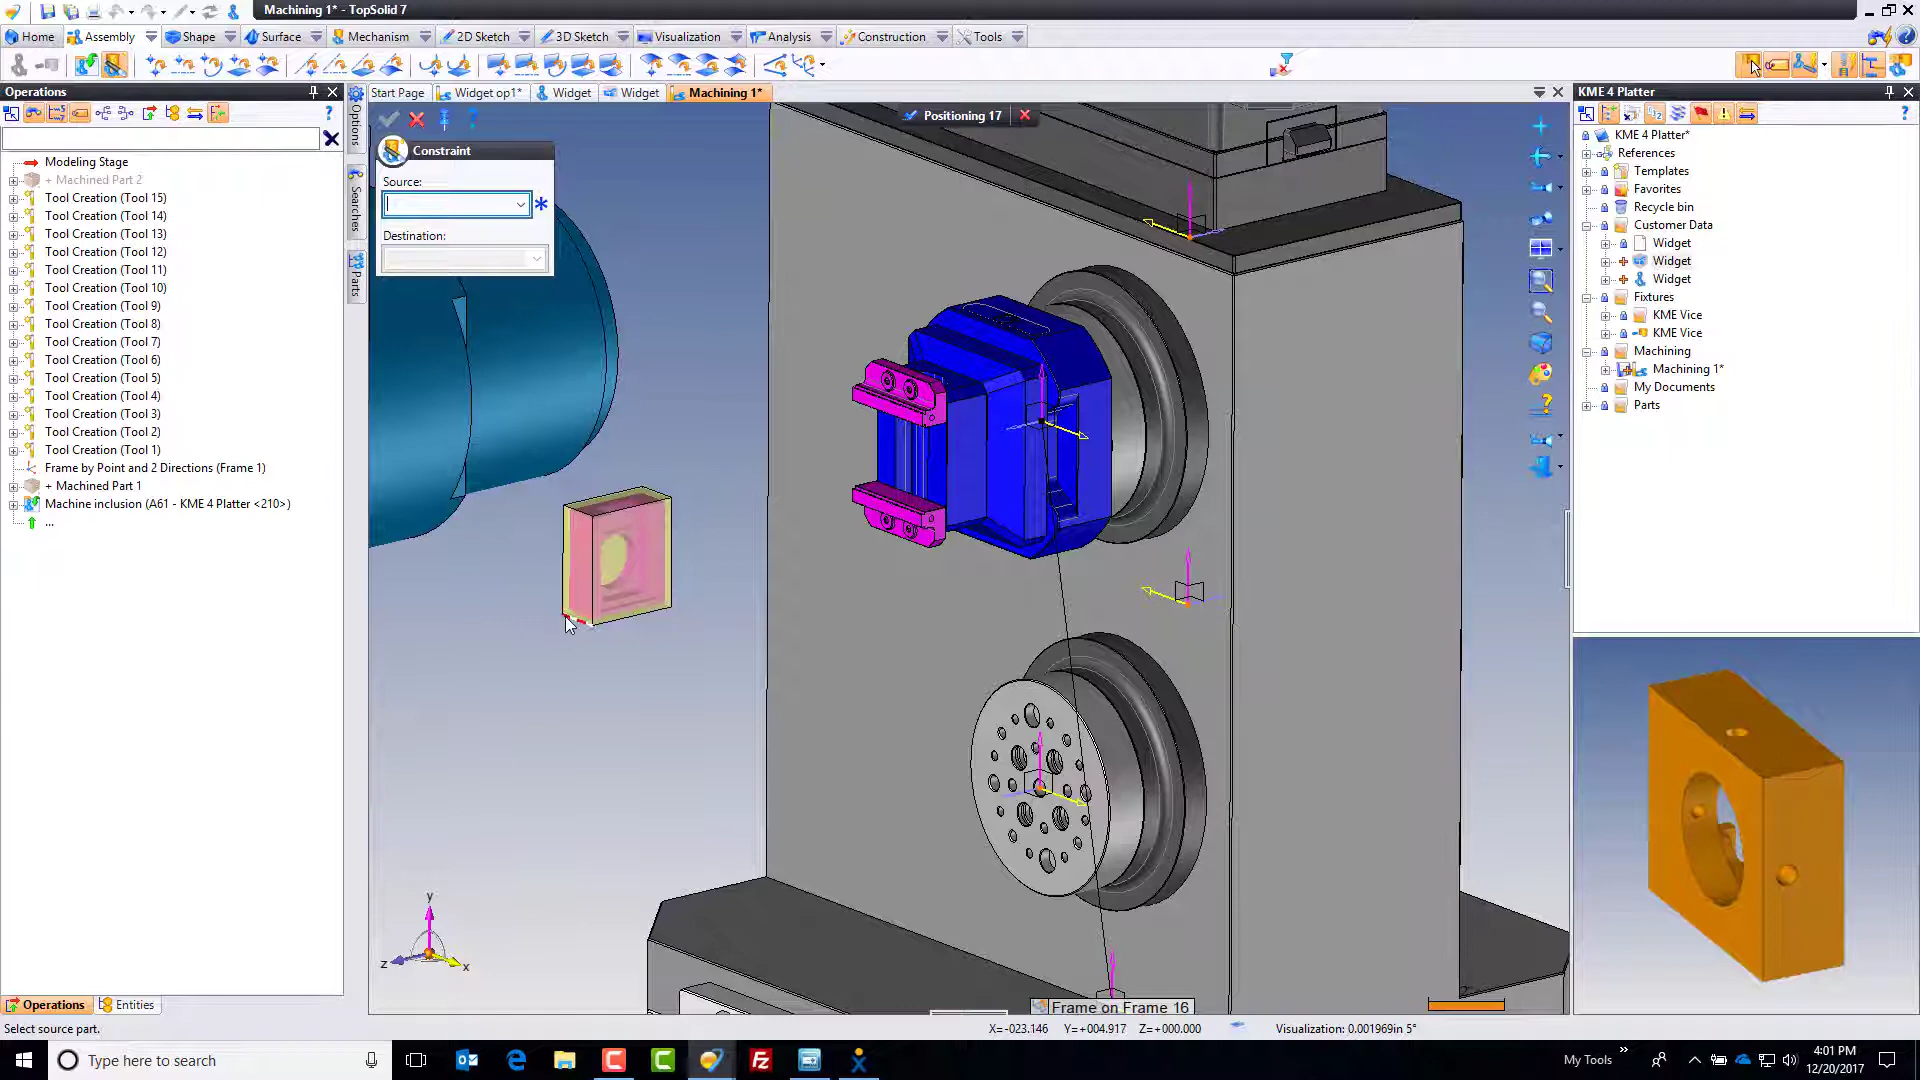 Machining 1* - TopSolid 7
Home Assembly Shape Surface Mechanism 2D Sketch 3D Sketch Visualization Analysis Construction Tools
Operations
Start Page Widget op1* Widget Widget Machining 1*
KME 4 Platter
Options
Searches
Parts
Positioning 17
Constraint
Source:
Destination:
Modeling Stage
+ Machined Part 2
Tool Creation (Tool 15)
Tool Creation (Tool 14)
Tool Creation (Tool 13)
Tool Creation (Tool 12)
Tool Creation (Tool 11)
Tool Creation (Tool 10)
Tool Creation (Tool 9)
Tool Creation (Tool 8)
Tool Creation (Tool 7)
Tool Creation (Tool 6)
Tool Creation (Tool 5)
Tool Creation (Tool 4)
Tool Creation (Tool 3)
Tool Creation (Tool 2)
Tool Creation (Tool 1)
Frame by Point and 2 Directions (Frame 1)
+ Machined Part 1
Machine inclusion (A61 - KME 4 Platter <210>)
...
KME 4 Platter*
References
Templates
Favorites
Recycle bin
Customer Data
Widget
Widget
Widget
Fixtures
KME Vice
KME Vice
Machining
Machining 1*
My Documents
Parts
y
z
x
Frame on Frame 16
Operations Entities
Select source part.
X=-023.146 Y=+004.917 Z=+000.000 Visualization: 0.001969in 5°
Type here to search
My Tools
4:01 PM
12/20/2017